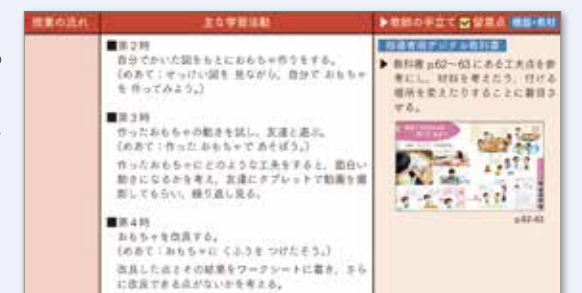 授業の流れ
主な学習活動
▶教師の手立て ☑留意点 機器・教材
■第2時
自分でかいた図をもとにおもちゃ作りをする。
(めあて：せっけい図を 見ながら、自分で おもちゃ
を 作ってみよう。)
■第3時
作ったおもちゃの動きを試し、友達と遊ぶ。
(めあて：作った おもちゃで あそぼう。)
作ったおもちゃにどのような工夫をすると、面白い
動きになるかを考え、友達にタブレットで動画を撮
影してもらい、繰り返し見る。
■第4時
おもちゃを改良する。
(めあて：おもちゃに くふうを つけたそう。)
改良した点とその結果をワークシートに書き、さら
に改良できる点がないかを考える。
指導者用デジタル教科書
▶ 教科書 p62〜63にある工夫点を参
考にし、材料を考えたり、付ける
場所を変えたりすることに着目さ
せる。
p62-63